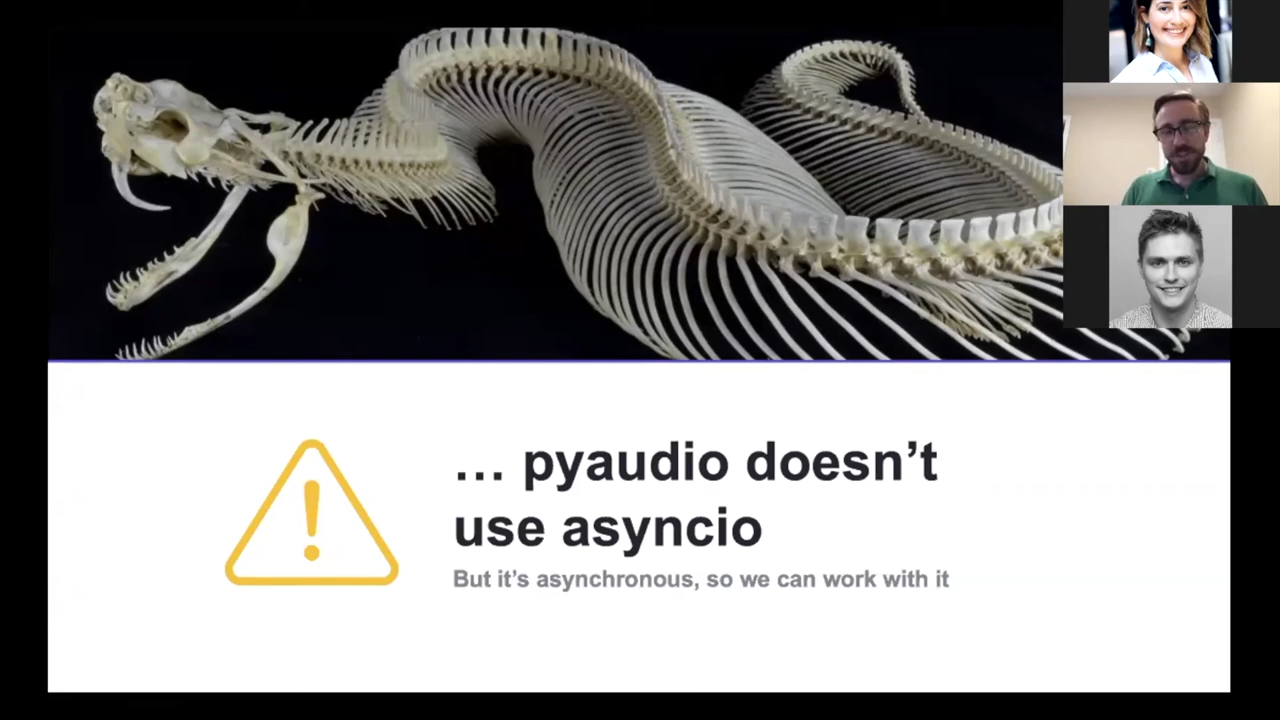 … pyaudio doesn’t
use asyncio
But it’s asynchronous, so we can work with it